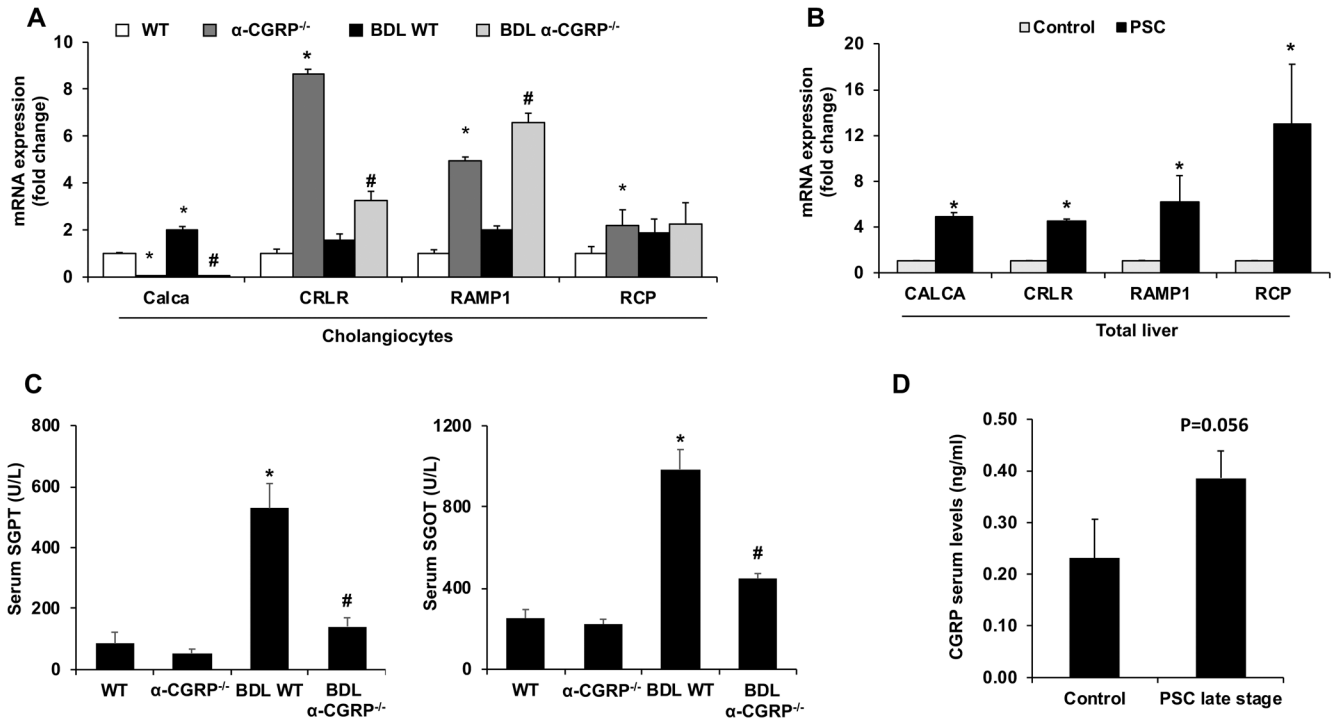 A
WT α-CGRP-/- BDL WT BDL α-CGRP-/-
mRNA expression
(fold change)
10
8
6
4
2
0
*
*
#
*
#
*
#
*
Calca CRLR RAMP1 RCP
Cholangiocytes
B
Control PSC
mRNA expression
(fold change)
20
16
12
8
4
0
*
*
*
*
CALCA CRLR RAMP1 RCP
Total liver
C
Serum SGPT (U/L)
800
600
400
200
0
*
#
WT α-CGRP-/- BDL WT BDL
α-CGRP-/-
Serum SGOT (U/L)
1200
800
400
0
*
#
WT α-CGRP-/- BDL WT BDL
α-CGRP-/-
D
CGRP serum levels (ng/ml)
0.50
0.40
0.30
0.20
0.10
0.00
P=0.056
Control PSC late stage